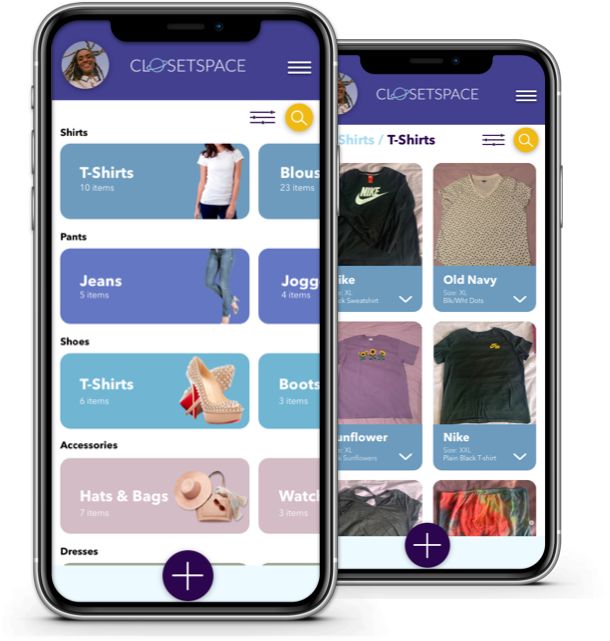 CLOSETSPACE
Shirts
T-Shirts
10 items
Blous
23 items
Pants
Jeans
5 items
Jogg
4 items
Shoes
T-Shirts
6 items
Boots
3 items
Accessories
Hats & Bags
7 items
Watch
3 items
Dresses
CLOSETSPACE
Shirts / T-Shirts
NIKE
ike
Size: XL
ck Sweatshirt
Old Navy
Size: XL
Blk/Wht Dots
unflower
XL
k Sunflowers
Nike
Size: XXL
Plain Black T-shirt